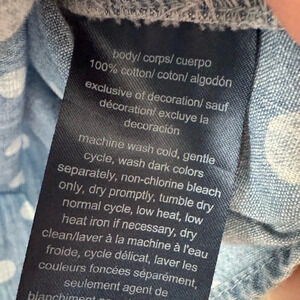 body/ corps/ cuerpo
100% cotton/ coton/ algodón
exclusive of decoration/ sauf
décoration/ excluye la
decoración
machine wash cold, gentle
cycle, wash dark colors
separately, non-chlorine bleach
only, dry promptly, tumble dry
normal cycle, low heat, low
heat iron if necessary, dry
clean/laver à la machine à l'eau
froide, cycle délicat, laver les
couleurs foncées séparément,
seulement agent de
blanchiment